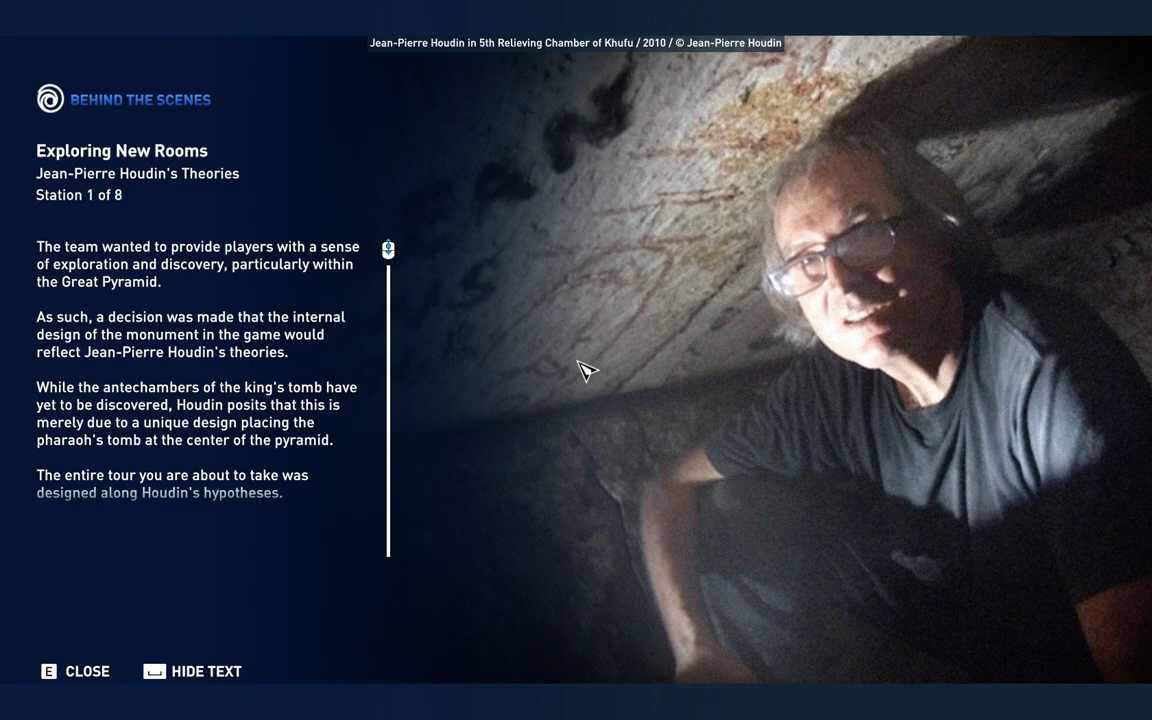 Jean-Pierre Houdin in 5th Relieving Chamber of Khufu / 2010 / © Jean-Pierre Houdin
BEHIND THE SCENES
Exploring New Rooms
Jean-Pierre Houdin's Theories
Station 1 of 8
The team wanted to provide players with a sense
of exploration and discovery, particularly within
the Great Pyramid.
As such, a decision was made that the internal
design of the monument in the game would
reflect Jean-Pierre Houdin's theories.
While the antechambers of the king's tomb have
yet to be discovered, Houdin posits that this is
merely due to a unique design placing the
pharaoh's tomb at the center of the pyramid.
The entire tour you are about to take was
designed along Houdin's hypotheses.
E CLOSE
HIDE TEXT